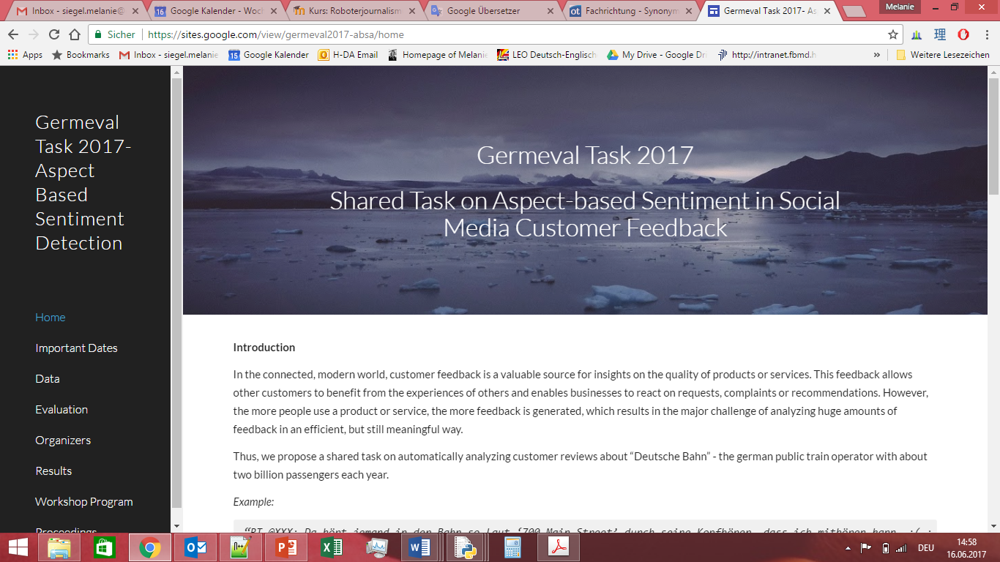 Inbox - siegel.melanie@
Google Kalender - Woch
Kurs: Roboterjournalism
Google Übersetzer
Fachrichtung - Synonym
Germeval Task 2017- As
Melanie
Sicher
https://sites.google.com/view/germeval2017-absa/home
Apps
Bookmarks
Inbox - siegel.melanie
Google Kalender
H-DA Email
Homepage of Melanie
LEO Deutsch-Englisch
My Drive - Google Dri
http://intranet.fbmd.h
»
Weitere Lesezeichen
Germeval
Task 2017-
Aspect
Based
Sentiment
Detection
Home
Important Dates
Data
Evaluation
Organizers
Results
Workshop Program
Proceedings
Germeval Task 2017
Shared Task on Aspect-based Sentiment in Social
Media Customer Feedback
Introduction
In the connected, modern world, customer feedback is a valuable source for insights on the quality of products or services. This feedback allows
other customers to benefit from the experiences of others and enables businesses to react on requests, complaints or recommendations. However,
the more people use a product or service, the more feedback is generated, which results in the major challenge of analyzing huge amounts of
feedback in an efficient, but still meaningful way.
Thus, we propose a shared task on automatically analyzing customer reviews about “Deutsche Bahn” - the german public train operator with about
two billion passengers each year.
Example:
“RT @XXX: Da hört jemand in der Bahn so laut ‘700 Main Street’ durch seine Kopfhörer, dass ich mithören kann. :( :
DEU
14:58
16.06.2017